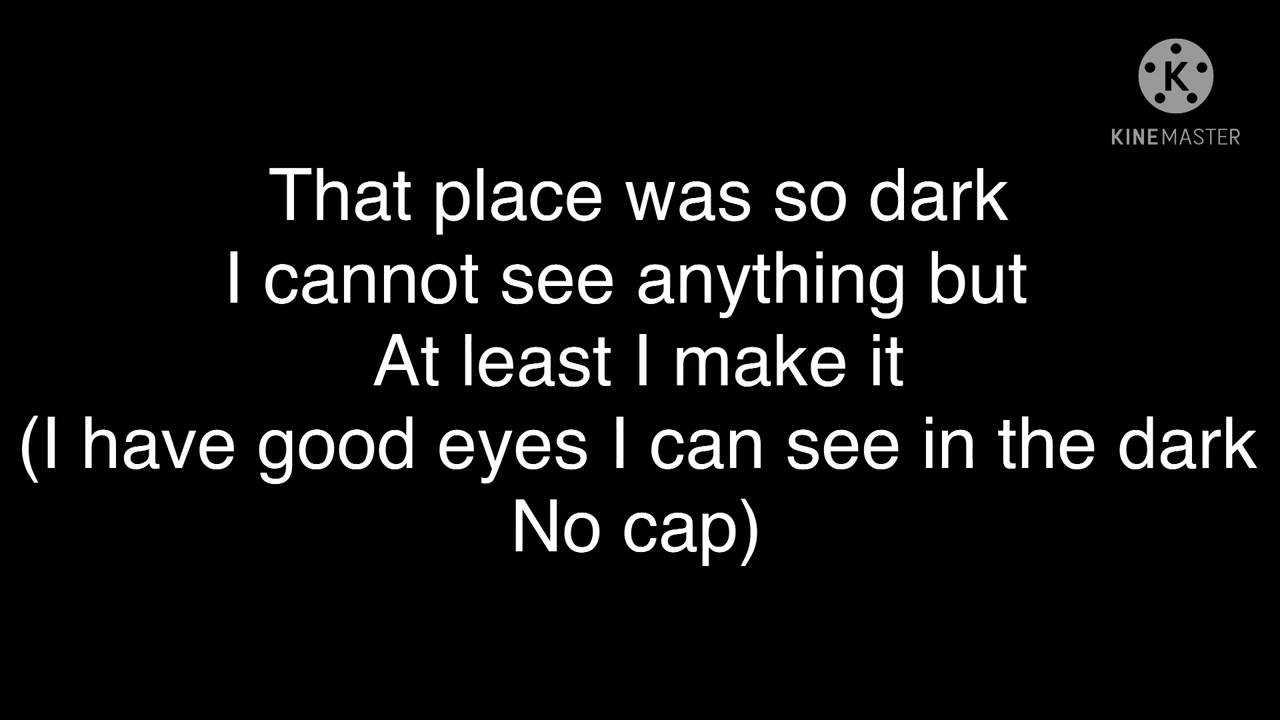 K
KINEMASTER
That place was so dark
I cannot see anything but
At least I make it
(I have good eyes I can see in the dark
No cap)